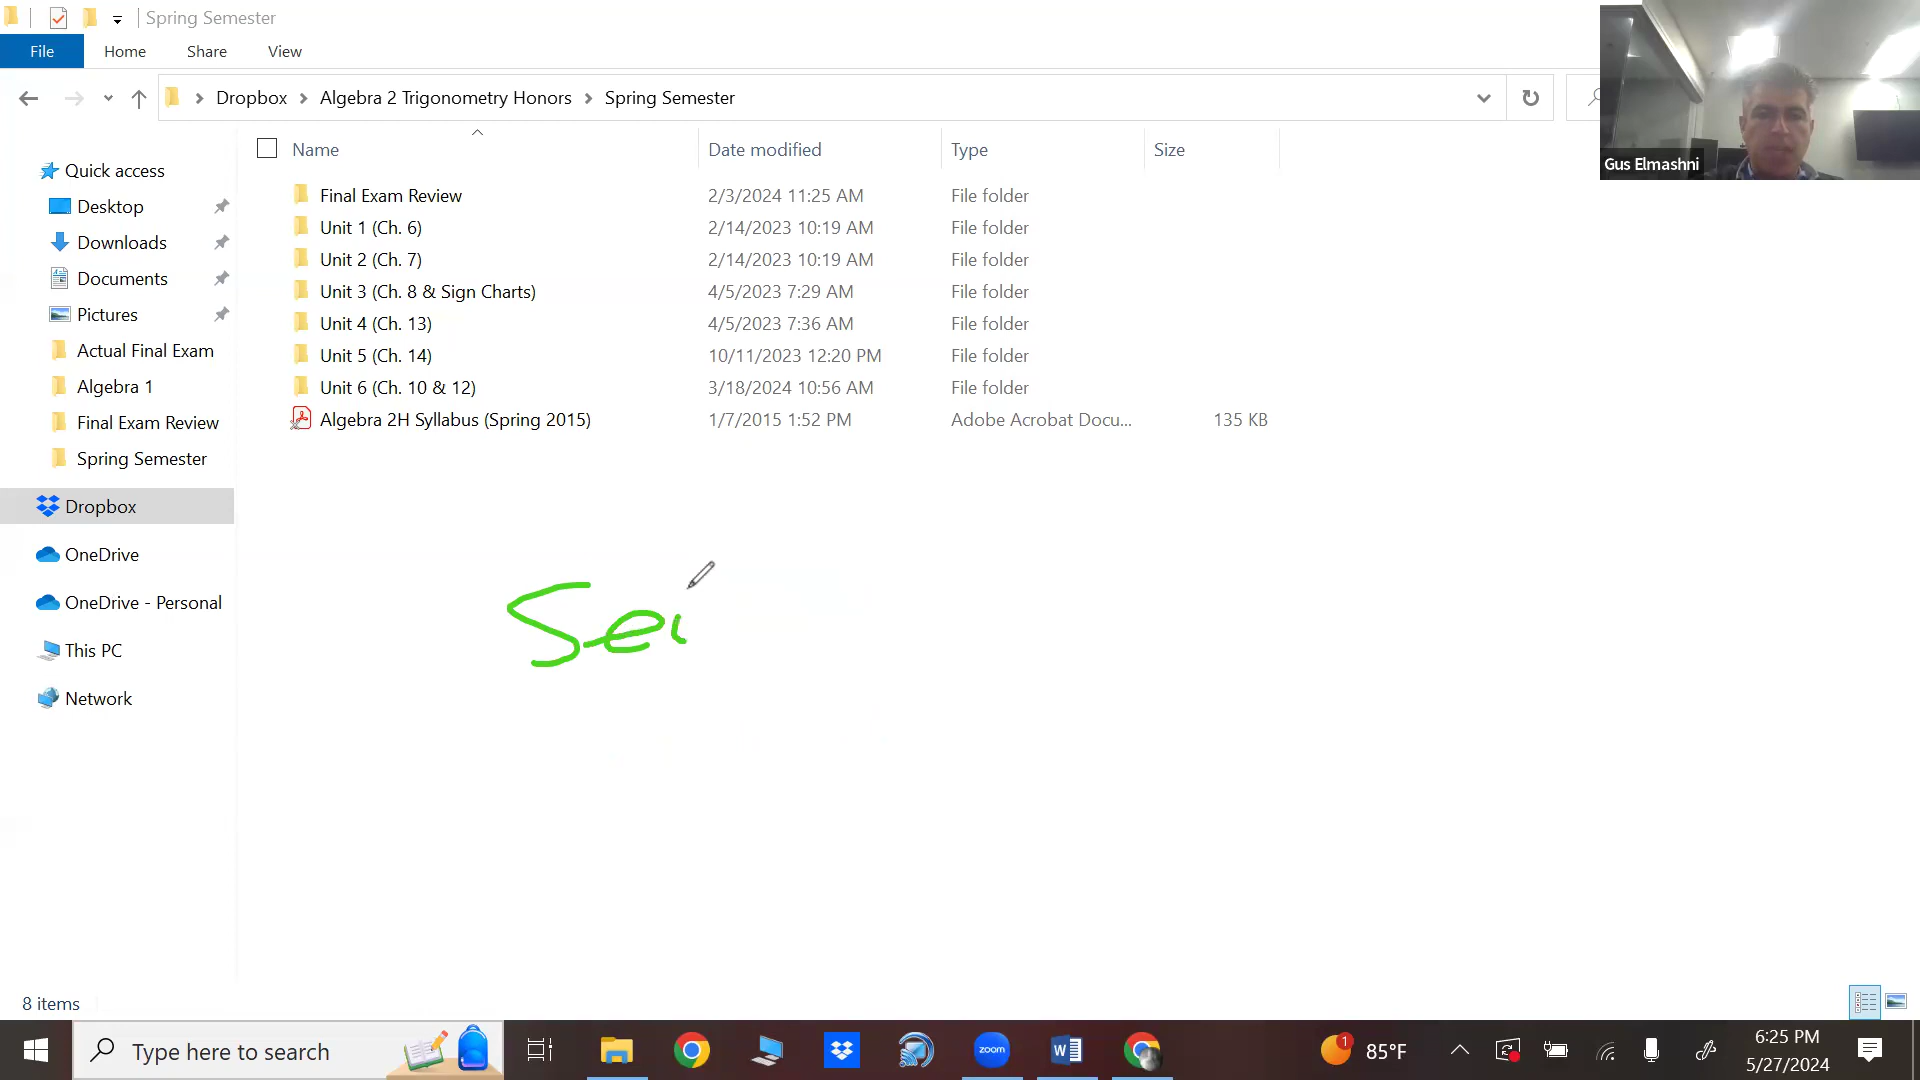 Spring Semester
File Home Share View
Dropbox Algebra 2 Trigonometry Honors Spring Semester
Name Date modified Type Size
Quick access
Desktop
Downloads
Documents
Pictures
Actual Final Exam
Algebra 1
Final Exam Review
Spring Semester
Dropbox
OneDrive
OneDrive - Personal
This PC
Network
Final Exam Review 2/3/2024 11:25 AM File folder
Unit 1 (Ch. 6) 2/14/2023 10:19 AM File folder
Unit 2 (Ch. 7) 2/14/2023 10:19 AM File folder
Unit 3 (Ch. 8 & Sign Charts) 4/5/2023 7:29 AM File folder
Unit 4 (Ch. 13) 4/5/2023 7:36 AM File folder
Unit 5 (Ch. 14) 10/11/2023 12:20 PM File folder
Unit 6 (Ch. 10 & 12) 3/18/2024 10:56 AM File folder
Algebra 2H Syllabus (Spring 2015) 1/7/2015 1:52 PM Adobe Acrobat Docu... 135 KB
Gus Elmashni
8 items
Type here to search
zoom
1
85°F
6:25 PM
5/27/2024